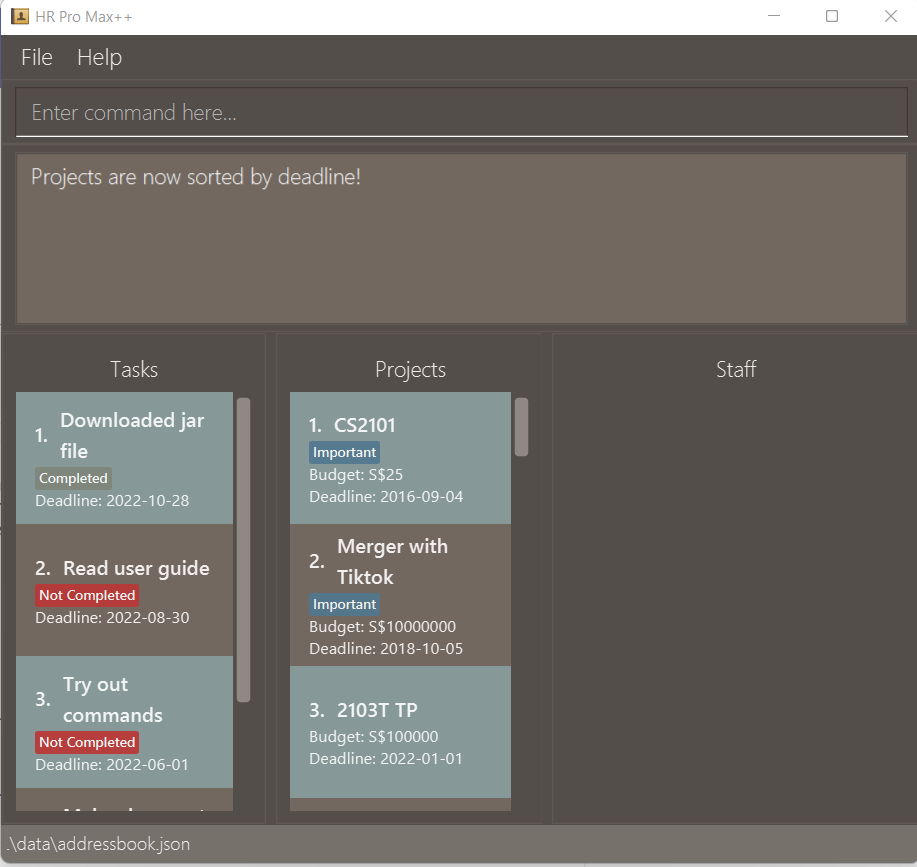 HR Pro Max++
File Help
Enter command here...
Projects are now sorted by deadline!
Tasks
1. Downloaded jar
file
Completed
Deadline: 2022-10-28
2. Read user guide
Not Completed
Deadline: 2022-08-30
3. Try out
commands
Not Completed
Deadline: 2022-06-01
Projects
1. CS2101
Important
Budget: S$25
Deadline: 2016-09-04
2. Merger with
Tiktok
Important
Budget: S$10000000
Deadline: 2018-10-05
3. 2103T TP
Budget: S$100000
Deadline: 2022-01-01
Staff
.\data\addressbook.json